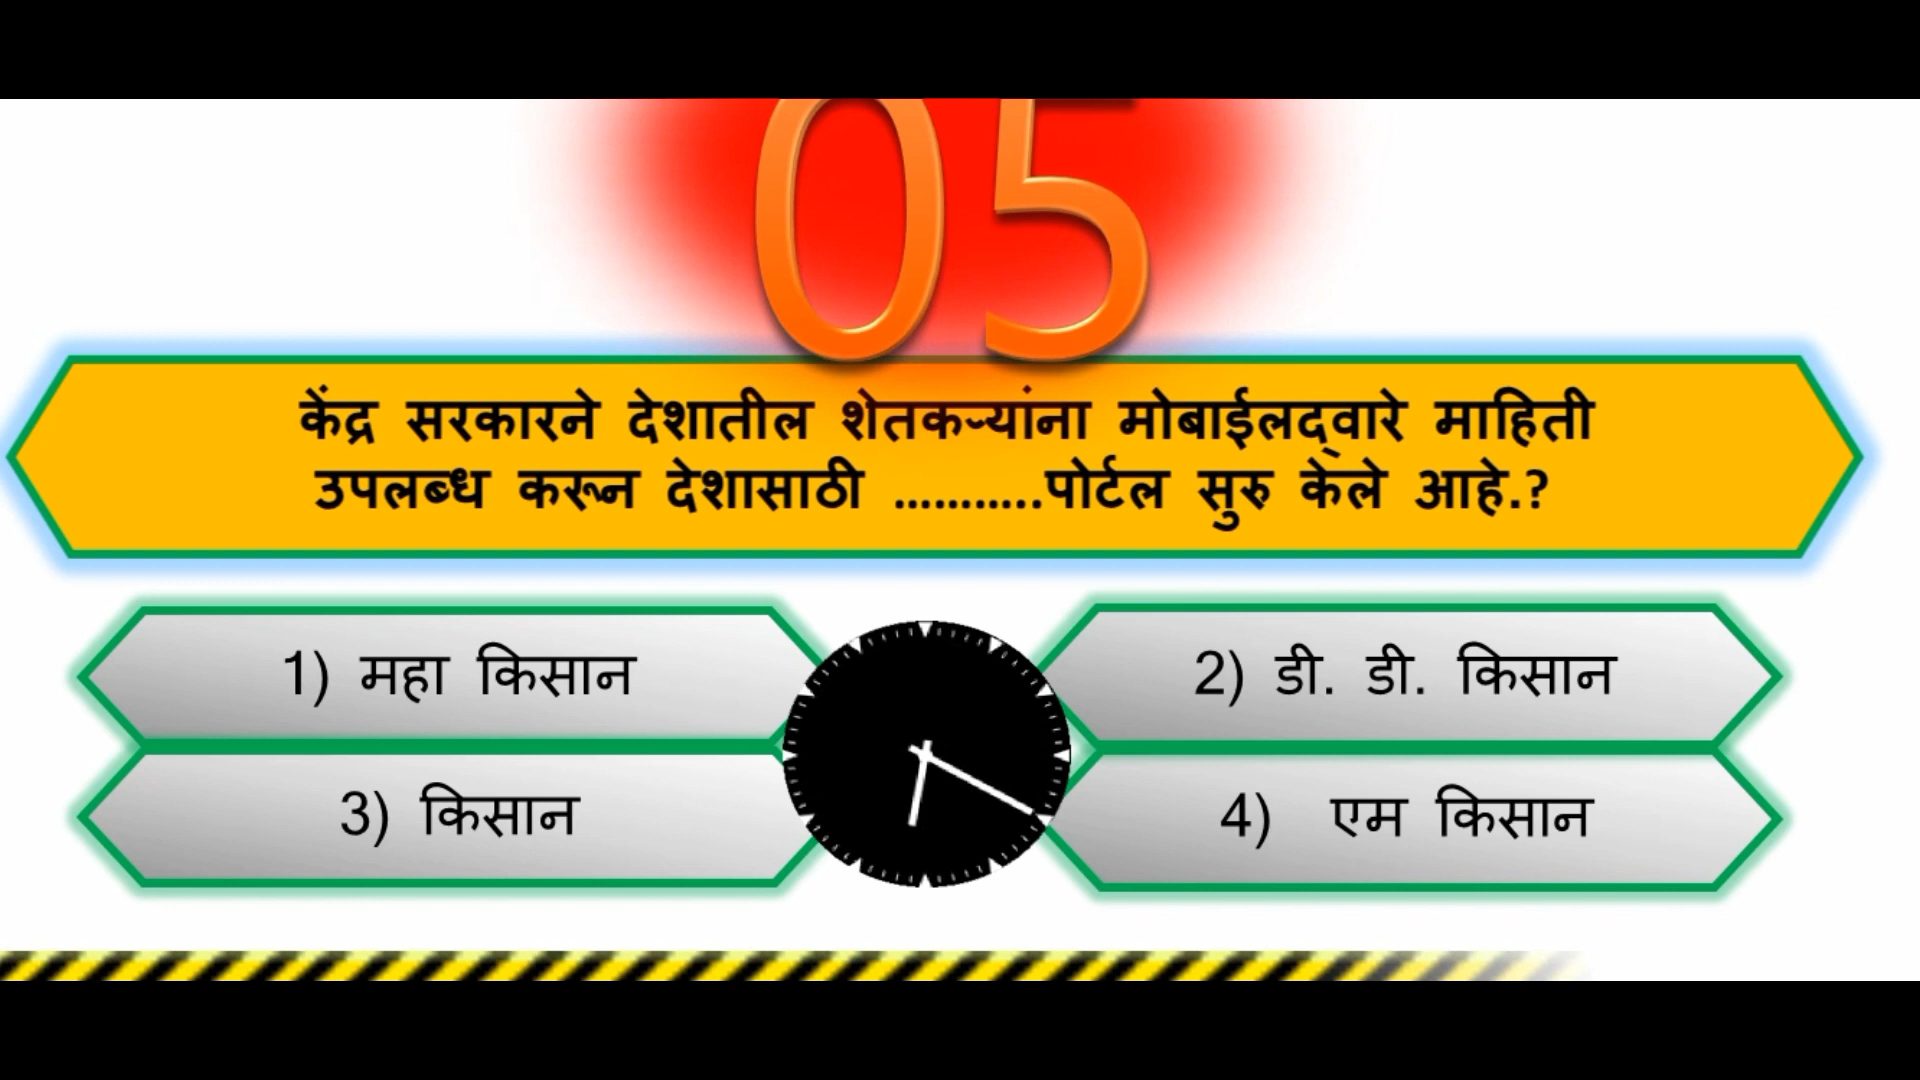 05
केंद्र सरकारने देशातील शेतकऱ्यांना मोबाईलद्वारे माहिती
उपलब्ध करून देशासाठी ...........पोर्टल सुरु केले आहे.?
1) महा किसान
2) डी. डी. किसान
3) किसान
4) एम किसान